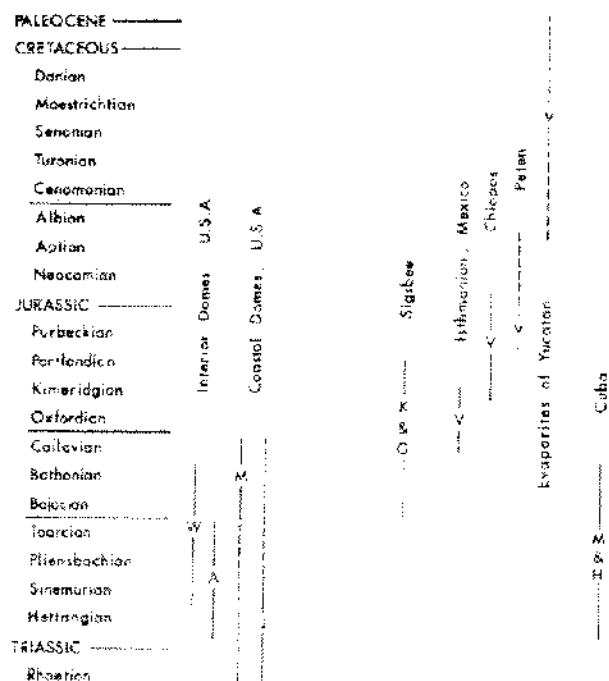 PALEOCENE
CRETACEOUS
Danian
Maestrichtian
Senonian
Turonian
Cenomanian
Albian
Aptian
Neocomian
JURASSIC
Purbeckian
Portlandian
Kimeridgian
Oxfordian
Callovian
Bathonian
Bajocian
Toarcian
Pliensbachian
Sinemurian
Hettangian
TRIASSIC
Rhaetian
Interior Domes U.S.A
W
A
Coastal Domes, U.S.A
M
Sigsbee
O & K
Isthmanian, Mexico
V
Chiapas
V
Peten
V
Evaporites of Yucatan
V
Cuba
H & M